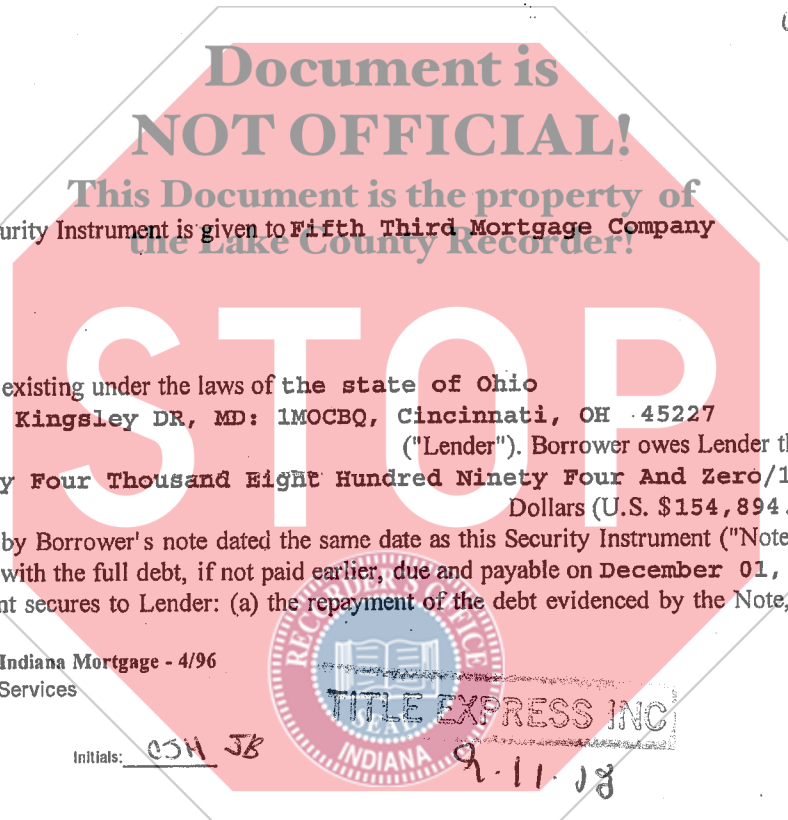 Document is
NOT OFFICIAL!
This Document is the property of
urity Instrument is given to Fifth Third Mortgage Company
the Lake County Recorder!
STOP
existing under the laws of the state of Ohio
Kingsley DR, MD: 1MOCBQ, Cincinnati, OH 45227
("Lender"). Borrower owes Lender th
y Four Thousand Eight Hundred Ninety Four And Zero/1
Dollars (U.S. $154,894.
by Borrower's note dated the same date as this Security Instrument ("Note
with the full debt, if not paid earlier, due and payable on December 01,
nt secures to Lender: (a) the repayment of the debt evidenced by the Note,
RECORDER'S OFFICE
Indiana Mortgage - 4/96
Services
TITLE EXPRESS INC
SEAL
INDIANA
Initials: CJH JB
9.11.18